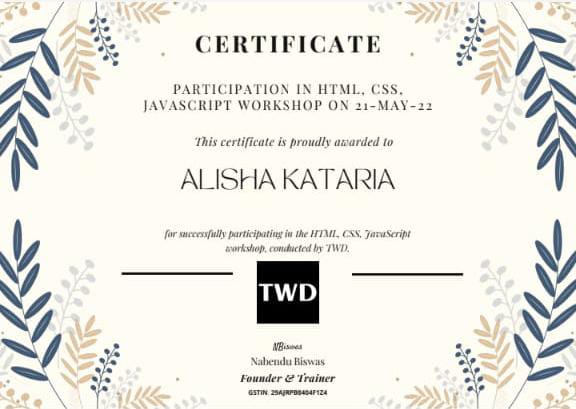 CERTIFICATE
PARTICIPATION IN HTML, CSS,
JAVASCRIPT WORKSHOP ON 21-MAY-22
This certificate is proudly awarded to
ALISHA KATARIA
for successfully participating in the HTML, CSS, JavaScript
workshop, conducted by TWD.
TWD
NBiswas
Nabendu Biswas
Founder & Trainer
GSTIN. 29AJRPB8404F1Z4